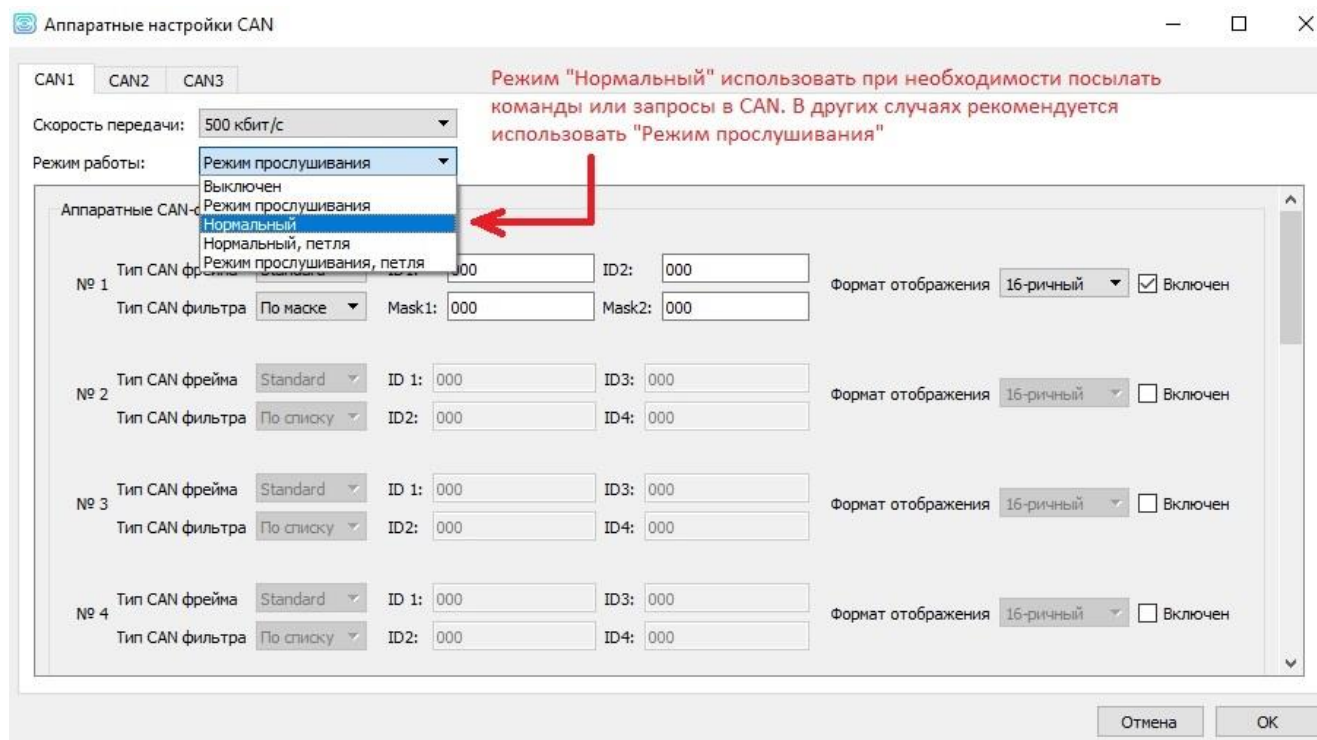 Аппаратные настройки CAN
CAN1 CAN2 CAN3
Режим "Нормальный" использовать при необходимости посылать
команды или запросы в CAN. В других случаях рекомендуется
использовать "Режим прослушивания"
Скорость передачи: 500 кбит/с
Режим работы: Режим прослушивания
Выключен
Режим прослушивания
Нормальный
Нормальный, петля
Режим прослушивания, петля
Аппаратные CAN-
№ 1
Тип CAN 000 ID2: 000
Тип CAN фильтра По маске Mask1: 000 Mask2: 000
Формат отображения 16-ричный Включен
№ 2
Тип CAN фрейма Standard ID 1: 000 ID3: 000
Тип CAN фильтра По списку ID2: 000 ID4: 000
Формат отображения 16-ричный Включен
№ 3
Тип CAN фрейма Standard ID 1: 000 ID3: 000
Тип CAN фильтра По списку ID2: 000 ID4: 000
Формат отображения 16-ричный Включен
№ 4
Тип CAN фрейма Standard ID 1: 000 ID3: 000
Тип CAN фильтра По списку ID2: 000 ID4: 000
Формат отображения 16-ричный Включен
Отмена OK